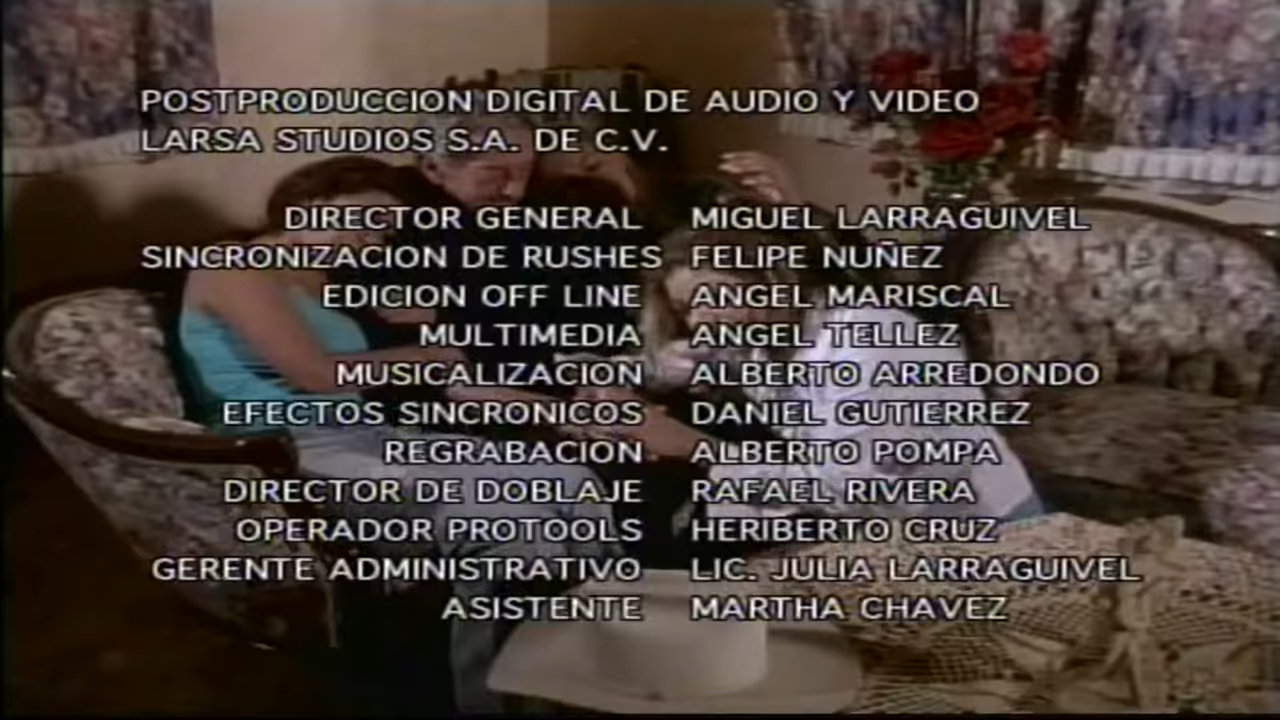 POSTPRODUCCION DIGITAL DE AUDIO Y VIDEO
LARSA STUDIOS S.A. DE C.V.
DIRECTOR GENERAL MIGUEL LARRAGUIVEL
SINCRONIZACION DE RUSHES FELIPE NUÑEZ
EDICION OFF LINE ANGEL MARISCAL
MULTIMEDIA ANGEL TELLEZ
MUSICALIZACION ALBERTO ARREDONDO
EFECTOS SINCRONICOS DANIEL GUTIERREZ
REGRABACION ALBERTO POMPA
DIRECTOR DE DOBLAJE RAFAEL RIVERA
OPERADOR PROTOOLS HERIBERTO CRUZ
GERENTE ADMINISTRATIVO LIC. JULIA LARRAGUIVEL
ASISTENTE MARTHA CHAVEZ